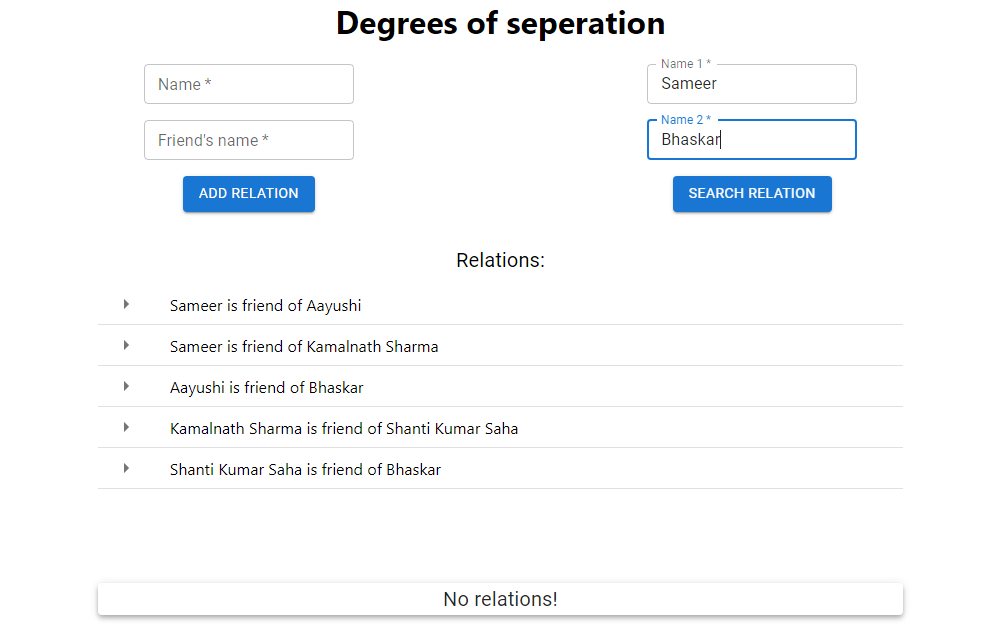 Degrees of seperation
Name *
Friend's name *
ADD RELATION
Name 1 *
Sameer
Name 2 *
Bhaskar
SEARCH RELATION
Relations:
Sameer is friend of Aayushi
Sameer is friend of Kamalnath Sharma
Aayushi is friend of Bhaskar
Kamalnath Sharma is friend of Shanti Kumar Saha
Shanti Kumar Saha is friend of Bhaskar
No relations!